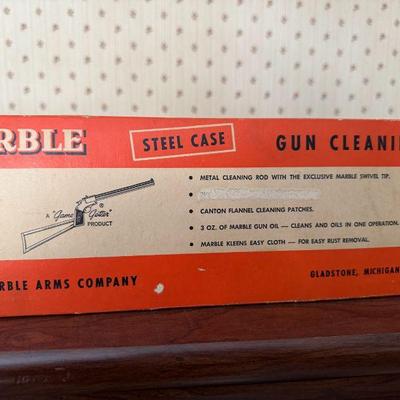 RBLE
STEEL CASE
GUN CLEANI
• METAL CLEANING ROD WITH THE EXCLUSIVE MARBLE SWIVEL TIP.
• CANTON FLANNEL CLEANING PATCHES.
• 3 OZ. OF MARBLE GUN OIL — CLEANS AND OILS IN ONE OPERATION.
• MARBLE KLEENS EASY CLOTH — FOR EASY RUST REMOVAL.
A "Game Getter" ®
PRODUCT
RBLE ARMS COMPANY
GLADSTONE, MICHIGAN